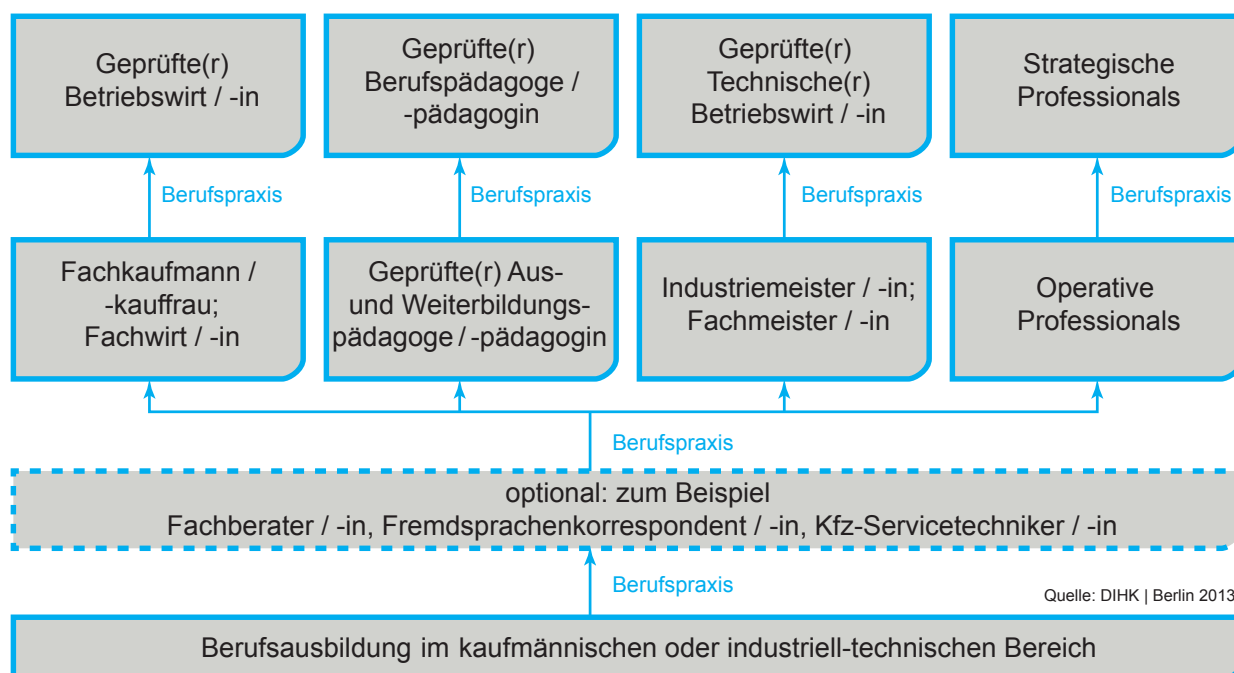 Geprüfte(r)
Betriebswirt / -in
Geprüfte(r)
Berufspädagoge /
-pädagogin
Geprüfte(r)
Technische(r)
Betriebswirt / -in
Strategische
Professionals
Berufspraxis
Berufspraxis
Berufspraxis
Berufspraxis
Fachkaufmann /
-kauffrau;
Fachwirt / -in
Geprüfte(r) Aus-
und Weiterbildungs-
pädagoge / -pädagogin
Industriemeister / -in;
Fachmeister / -in
Operative
Professionals
Berufspraxis
optional: zum Beispiel
Fachberater / -in, Fremdsprachenkorrespondent / -in, Kfz-Servicetechniker / -in
Berufspraxis
Quelle: DIHK | Berlin 2013
Berufsausbildung im kaufmännischen oder industriell-technischen Bereich